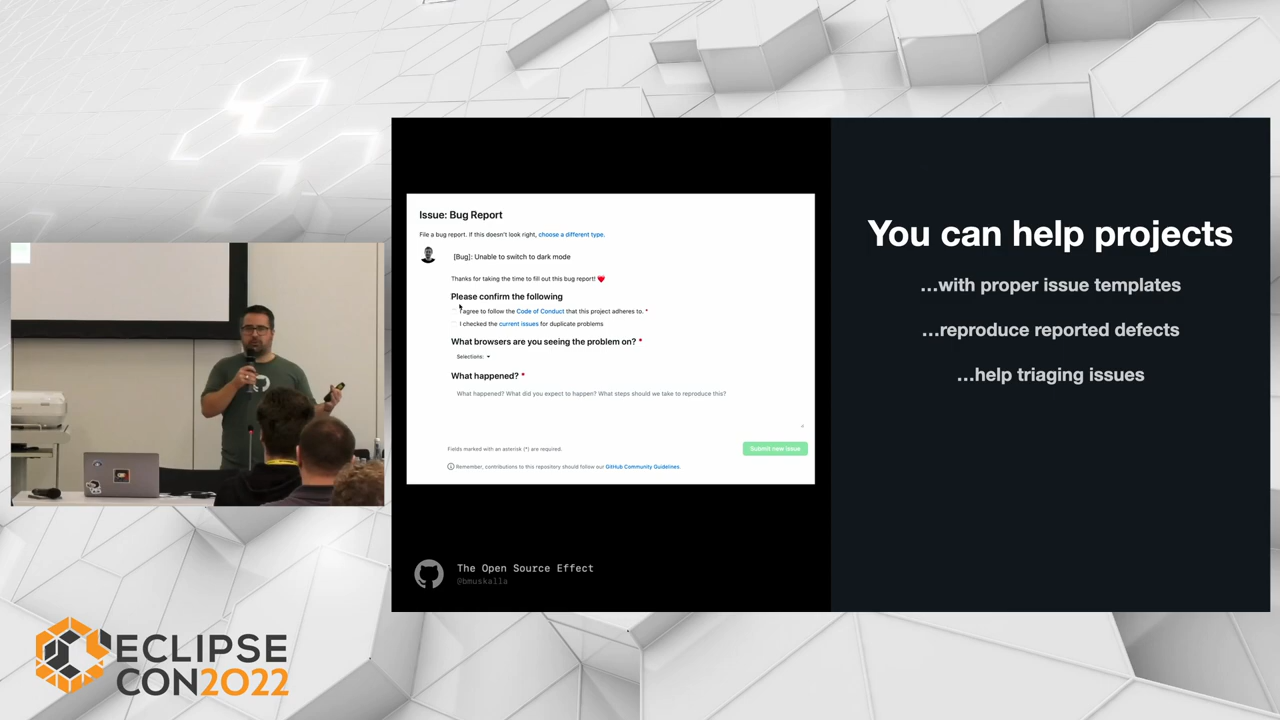 Issue: Bug Report
File a bug report. If this doesn't look right, choose a different type.
[Bug]: Unable to switch to dark mode
Thanks for taking the time to fill out this bug report! ❤️
Please confirm the following
I agree to follow the Code of Conduct that this project adheres to. *
I checked the current issues for duplicate problems
What browsers are you seeing the problem on? *
Selections:
What happened? *
What happened? What did you expect to happen? What steps should we take to reproduce this?
Fields marked with an asterisk (*) are required.
Submit new issue
Remember, contributions to this repository should follow our GitHub Community Guidelines.
The Open Source Effect
@bmuskalla
You can help projects
...with proper issue templates
...reproduce reported defects
...help triaging issues
ECLIPSE
CON2022